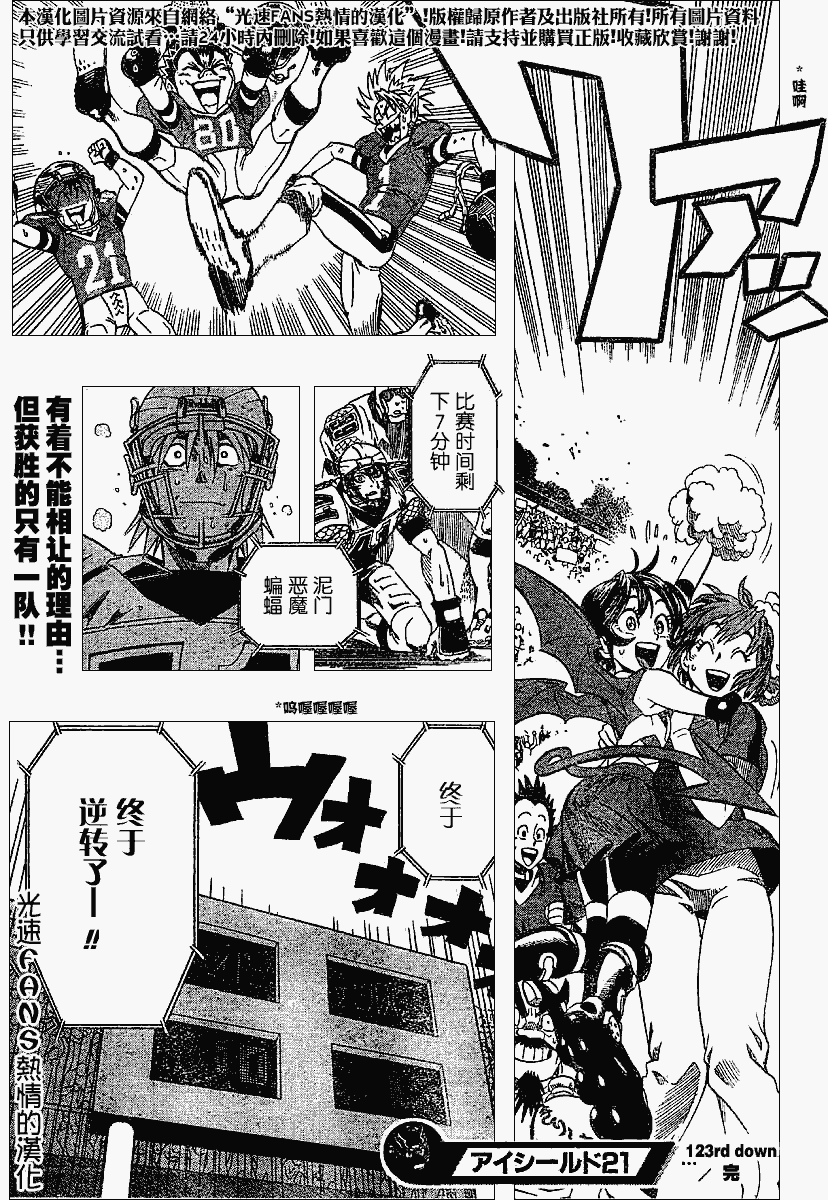 本漢化圖片資源來自網絡“光速FANS熱情的漢化”!版權歸原作者及出版社所有!所有圖片資料
只供學習交流試看，請24小時內刪除!如果喜歡這個漫畫!請支持並購買正版!收藏欣賞!謝謝!
*哇啊
ワアッ
80
1
21
比赛时间剩
下7分钟
泥门
恶魔
蝙蝠
有着不能相让的理由…
但获胜的只有一队!!
*呜喔喔喔喔
ウオオオオ
终于
终于
逆转了—!!
光速FANS熱情的漢化
アイシールド21
123rd down
…完